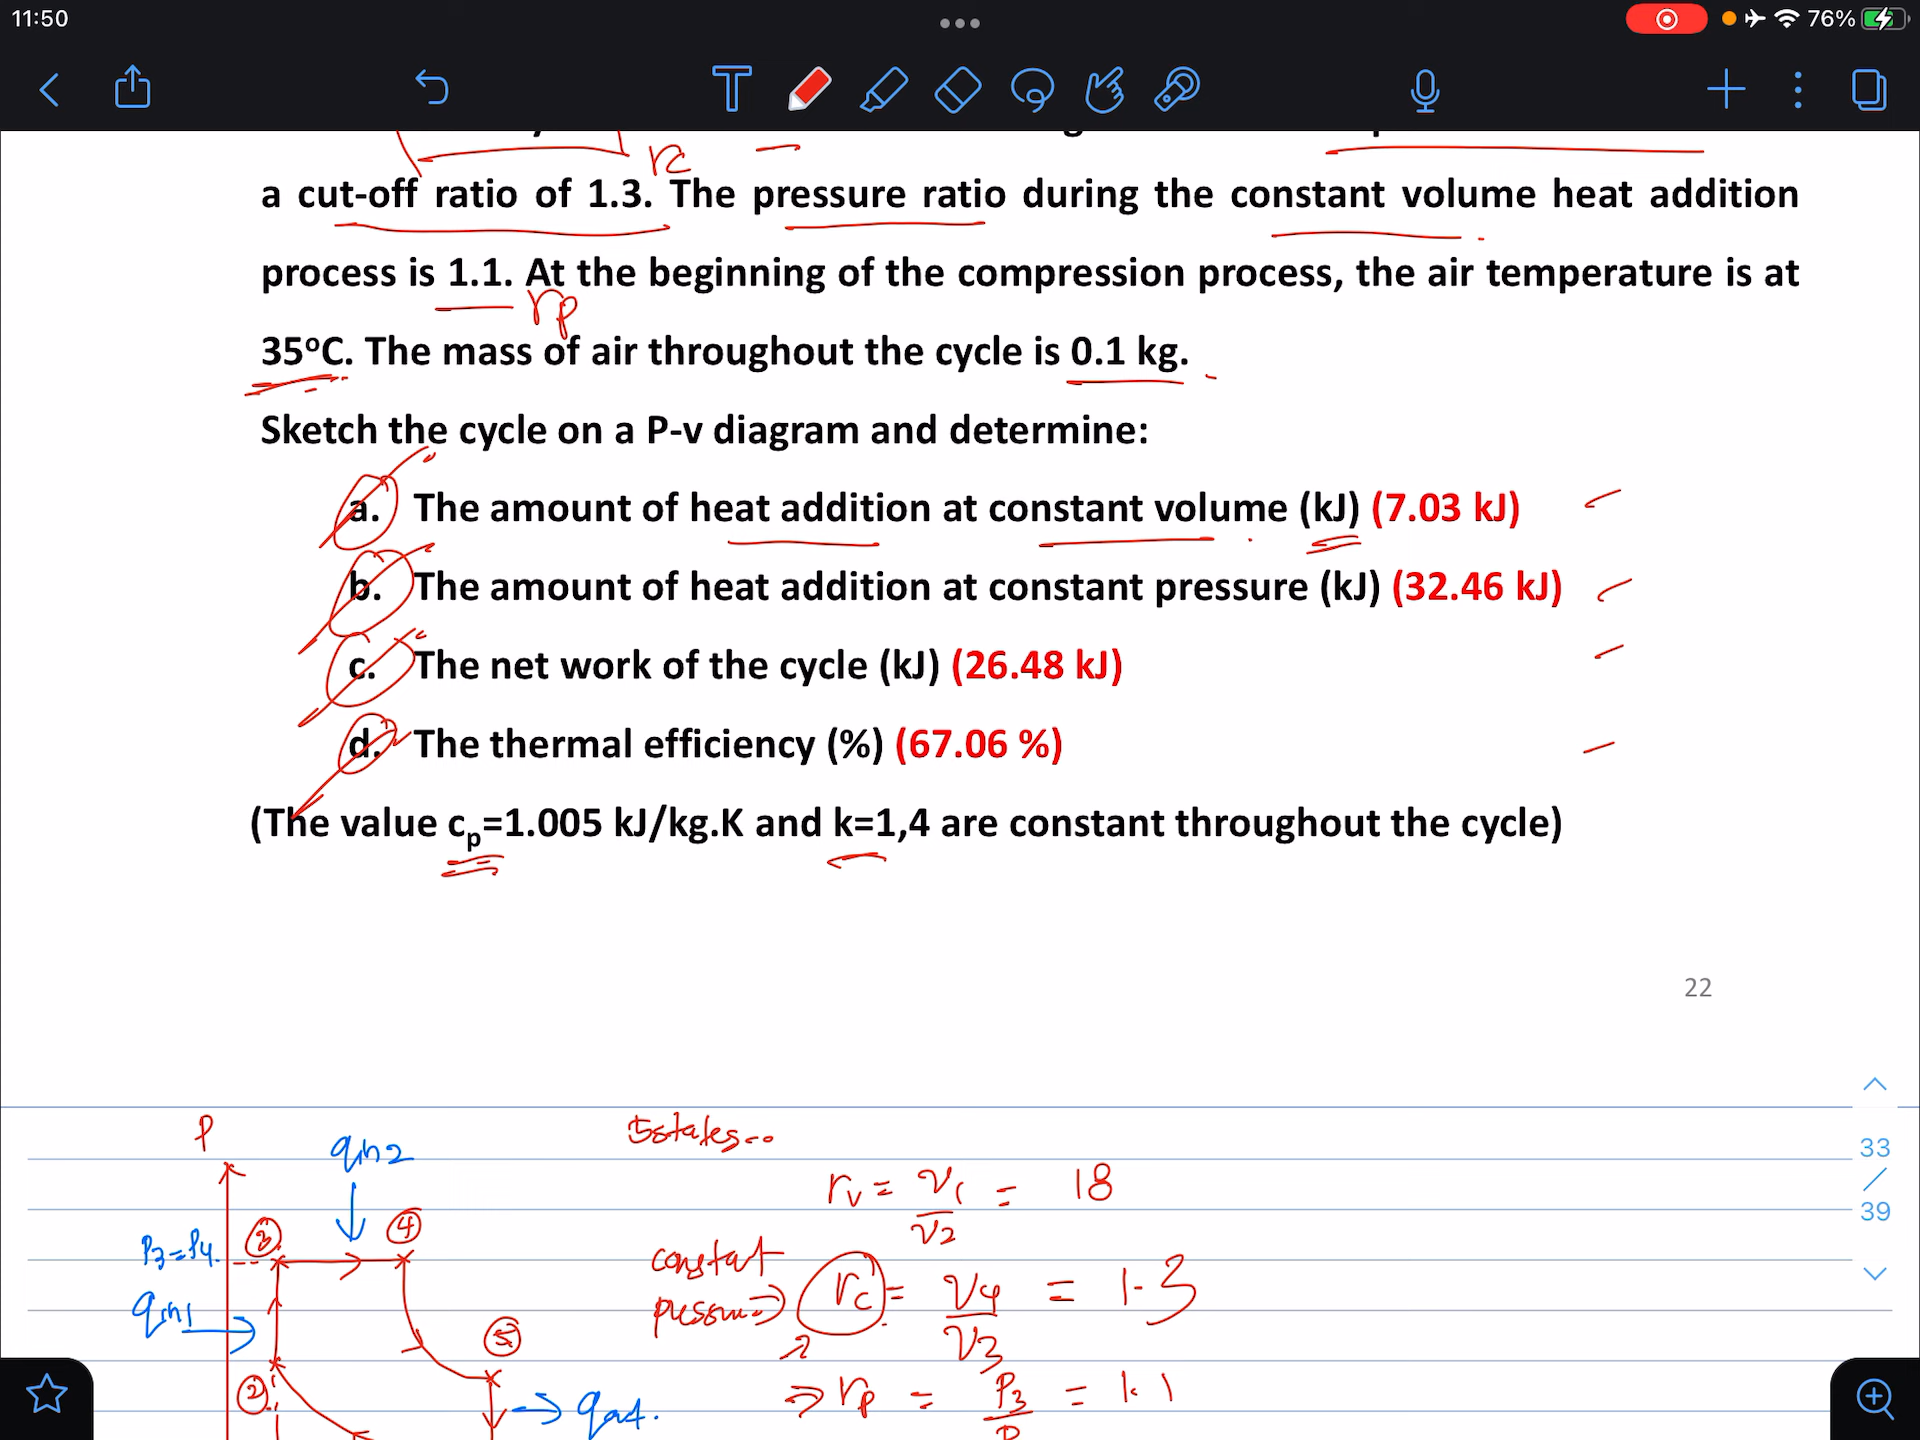 11:50
76%
rc
a cut-off ratio of 1.3. The pressure ratio during the constant volume heat addition
process is 1.1. At the beginning of the compression process, the air temperature is at
rp
35°C. The mass of air throughout the cycle is 0.1 kg.
Sketch the cycle on a P-v diagram and determine:
a. The amount of heat addition at constant volume (kJ) (7.03 kJ)
b. The amount of heat addition at constant pressure (kJ) (32.46 kJ)
c. The net work of the cycle (kJ) (26.48 kJ)
d. The thermal efficiency (%) (67.06 %)
(The value cp=1.005 kJ/kg.K and k=1,4 are constant throughout the cycle)
22
P
5 states..
qin2
rv = v1/v2 = 18
33
/
39
P3=P4
3
4
constant
pressure
rc = v4/v3 = 1.3
qin1
5
2
rp = P3/P = 1.1
qout.